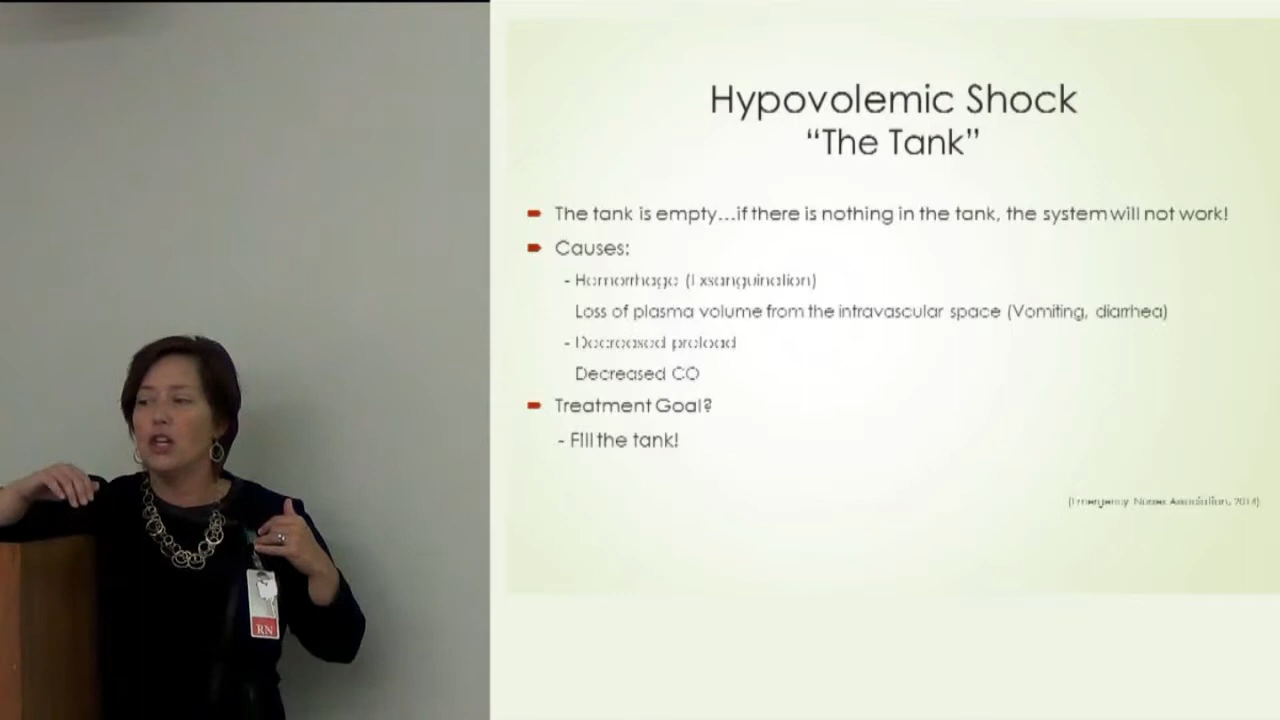 Hypovolemic Shock
“The Tank”
The tank is empty...if there is nothing in the tank, the system will not work!
Causes:
- Hemorrhage (Exsanguination)
Loss of plasma volume from the intravascular space (Vomiting, diarrhea)
- Decreased preload
Decreased CO
Treatment Goal?
- Fill the tank!
(Emergency Nurses Association, 2014)
RN